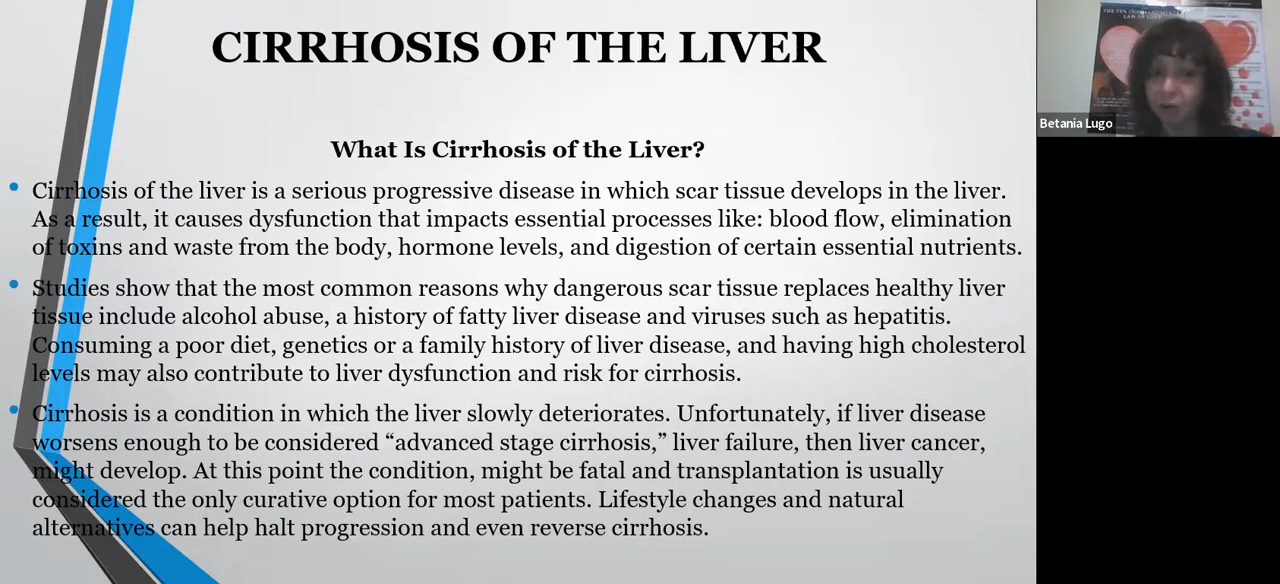 CIRRHOSIS OF THE LIVER
What Is Cirrhosis of the Liver?
Cirrhosis of the liver is a serious progressive disease in which scar tissue develops in the liver.
As a result, it causes dysfunction that impacts essential processes like: blood flow, elimination
of toxins and waste from the body, hormone levels, and digestion of certain essential nutrients.
Studies show that the most common reasons why dangerous scar tissue replaces healthy liver
tissue include alcohol abuse, a history of fatty liver disease and viruses such as hepatitis.
Consuming a poor diet, genetics or a family history of liver disease, and having high cholesterol
levels may also contribute to liver dysfunction and risk for cirrhosis.
Cirrhosis is a condition in which the liver slowly deteriorates. Unfortunately, if liver disease
worsens enough to be considered “advanced stage cirrhosis,” liver failure, then liver cancer,
might develop. At this point the condition, might be fatal and transplantation is usually
considered the only curative option for most patients. Lifestyle changes and natural
alternatives can help halt progression and even reverse cirrhosis.
THE TEN COMMANDMENTS
LAW OF LOVE
Betania Lugo